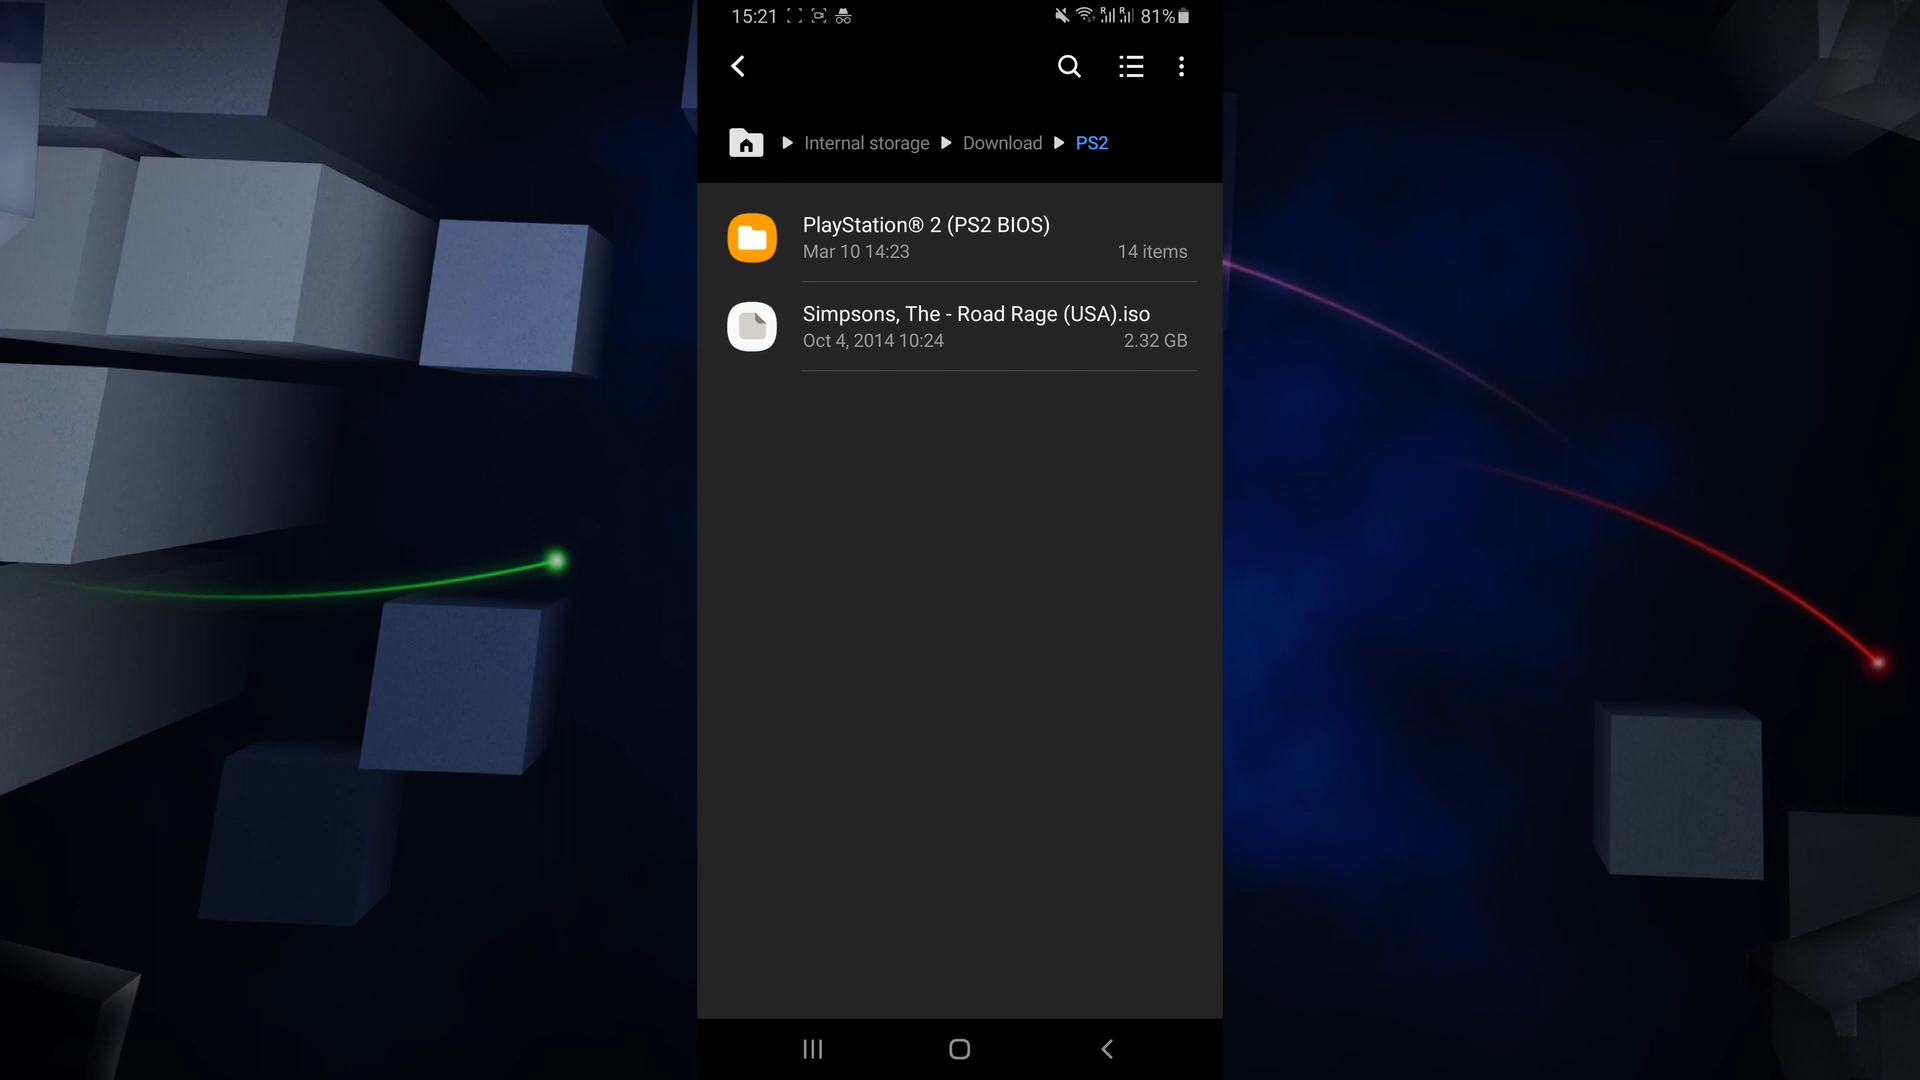 15:21 81%
Internal storage Download PS2
PlayStation® 2 (PS2 BIOS)
Mar 10 14:23 14 items
Simpsons, The - Road Rage (USA).iso
Oct 4, 2014 10:24 2.32 GB